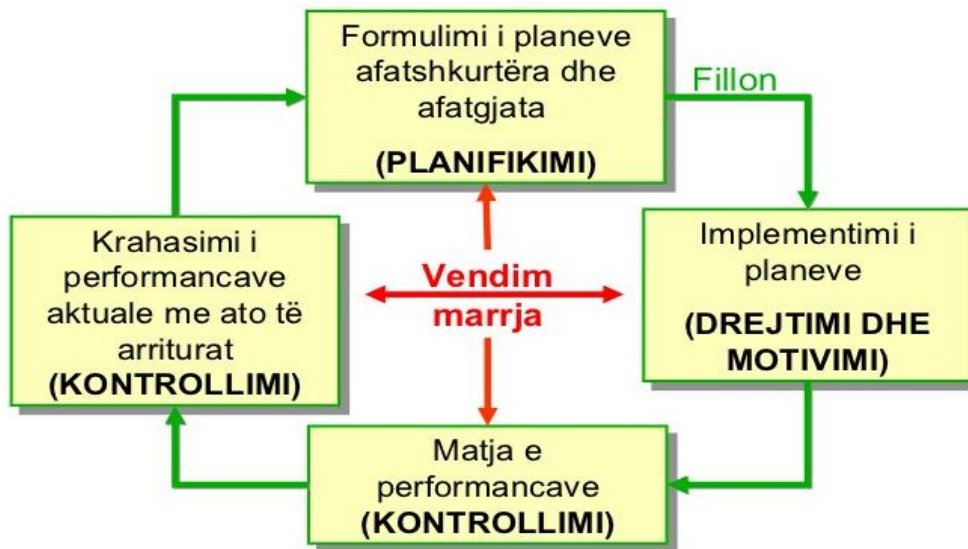 Formulimi i planeve
afatshkurtëra dhe
afatgjata
(PLANIFIKIMI)
Fillon
Implementimi i
planeve
(DREJTIMI DHE
MOTIVIMI)
Matja e
performancave
(KONTROLLIMI)
Krahasimi i
performancave
aktuale me ato të
arriturat
(KONTROLLIMI)
Vendim
marrja